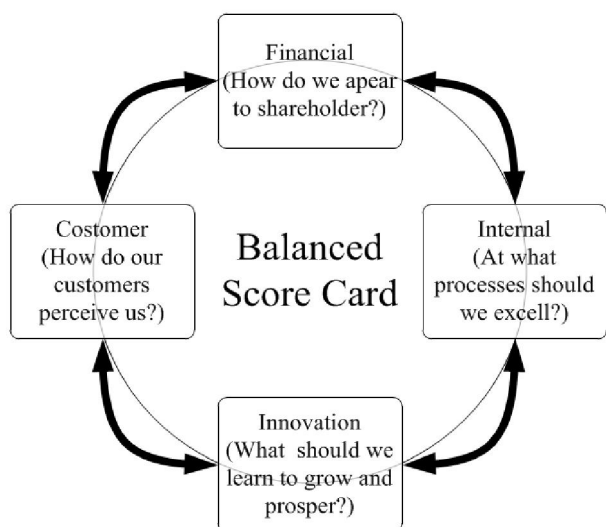 Financial
(How do we apear
to shareholder?)
Costomer
(How do our
customers
perceive us?)
Balanced
Score Card
Internal
(At what
processes should
we excell?)
Innovation
(What should we
learn to grow and
prosper?)